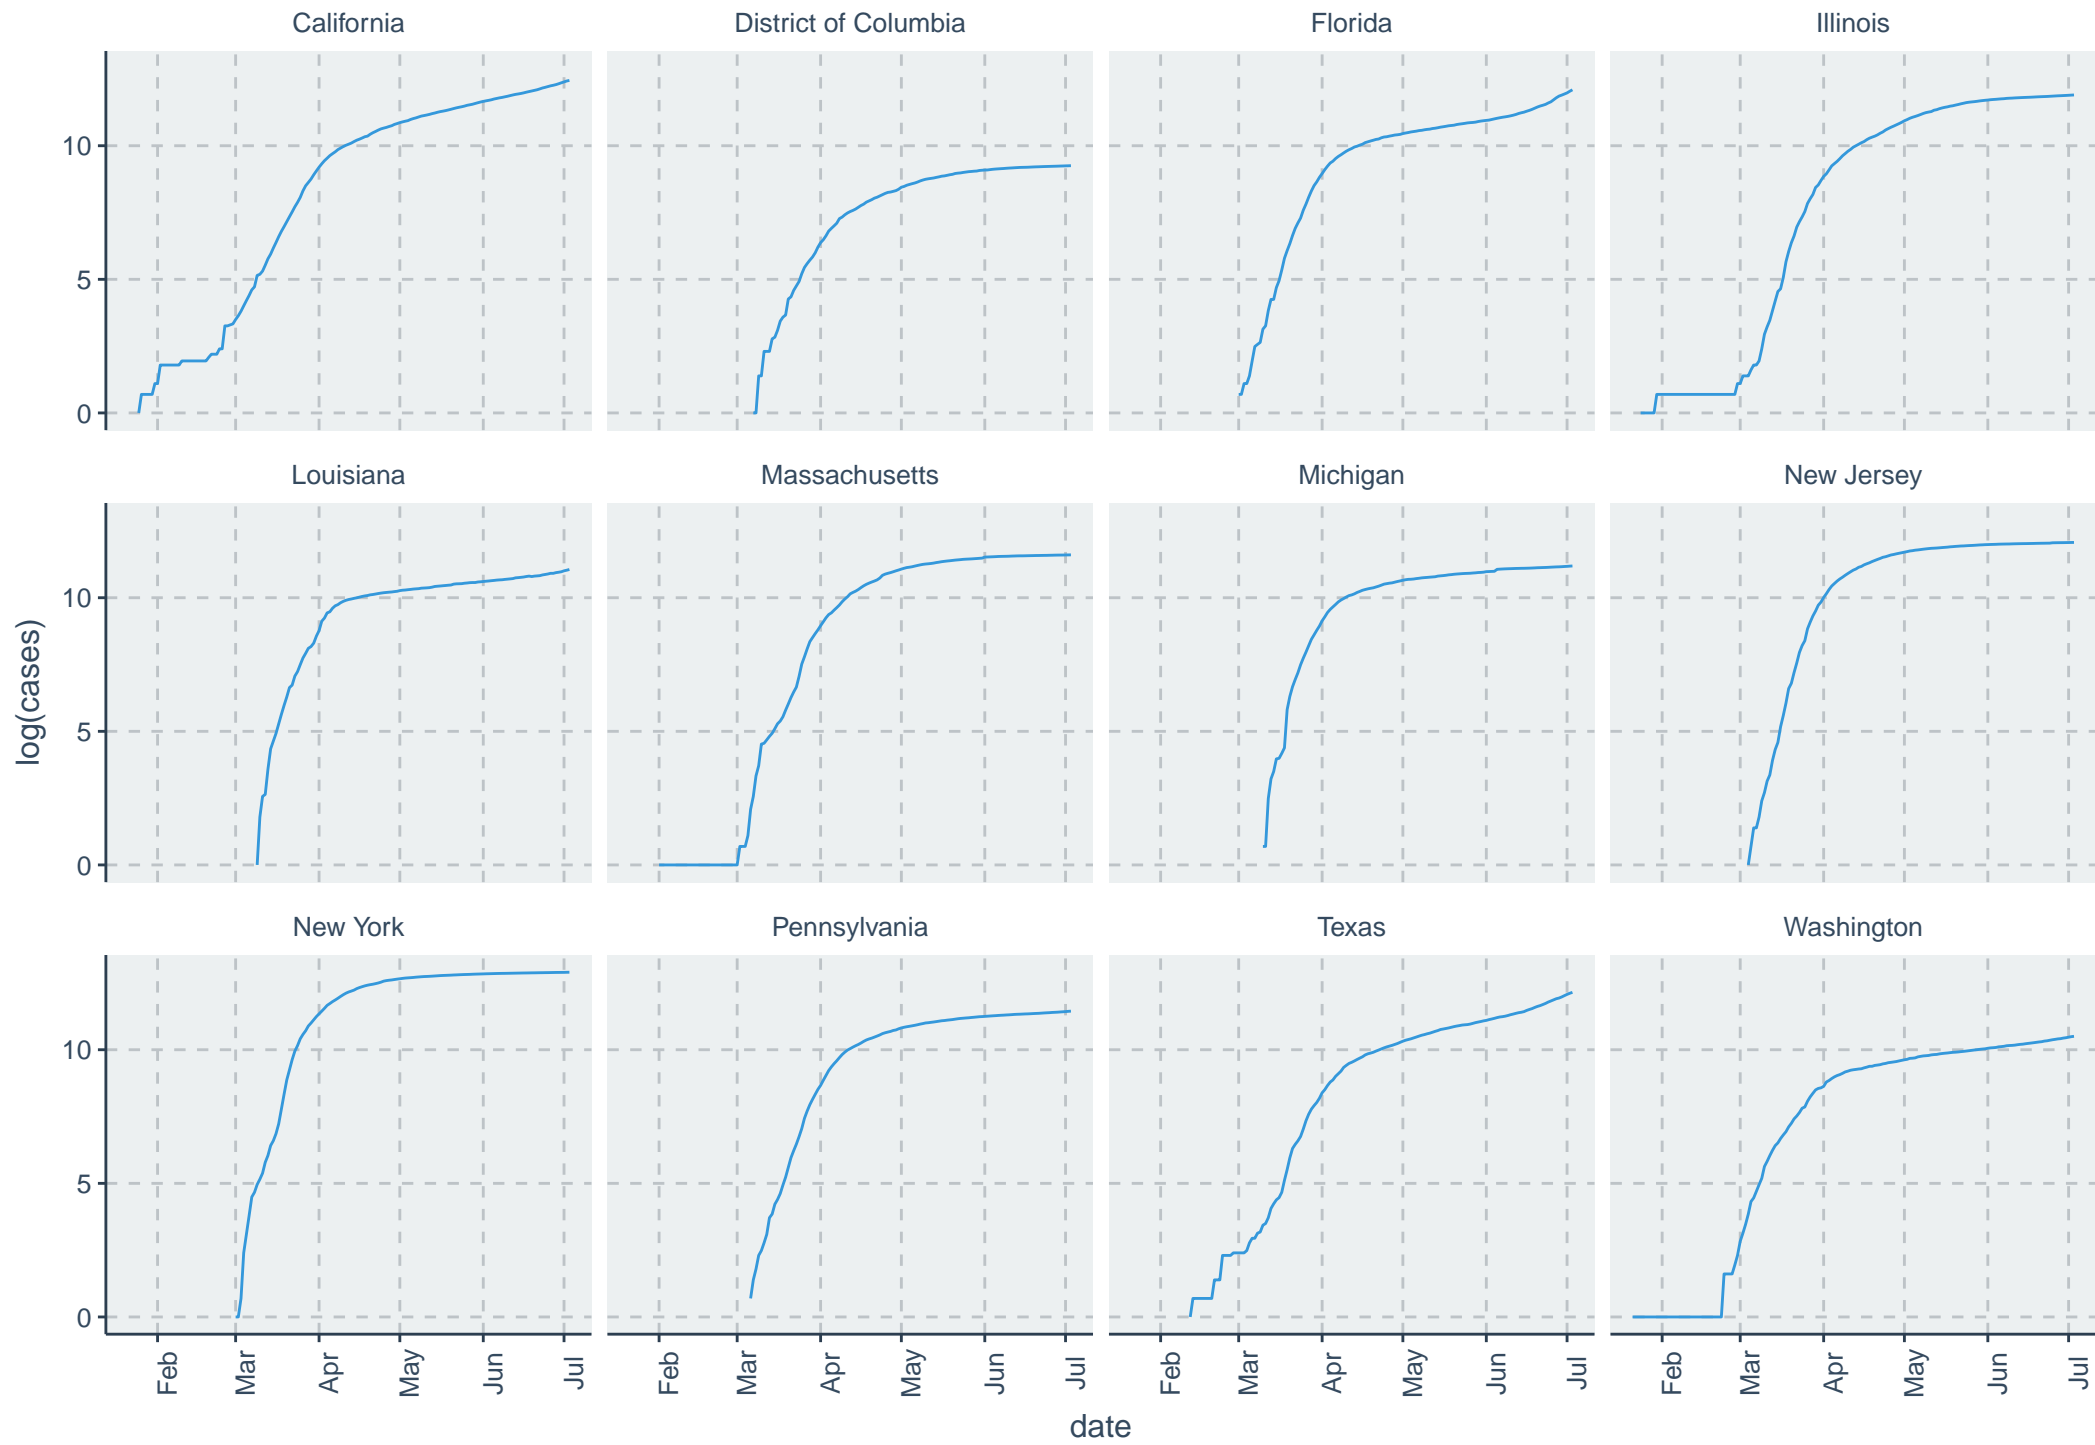 California
District of Columbia
Florida
Illinois
10
5
0
Louisiana
Massachusetts
Michigan
New Jersey
10
5
0
New York
Pennsylvania
Texas
Washington
10
5
0
Feb
Mar
Apr
May
Jun
Jul
Feb
Mar
Apr
May
Jun
Jul
Feb
Mar
Apr
May
Jun
Jul
Feb
Mar
Apr
May
Jun
Jul
log(cases)
date